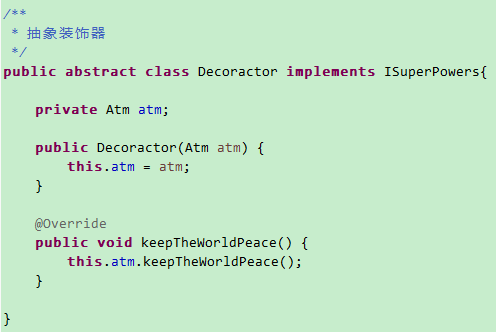 /**
 * 抽象装饰器
 */
public abstract class Decoractor implements ISuperPowers{
    private Atm atm;
    public Decoractor(Atm atm) {
        this.atm = atm;
    }
    @Override
    public void keepTheWorldPeace() {
        this.atm.keepTheWorldPeace();
    }
}